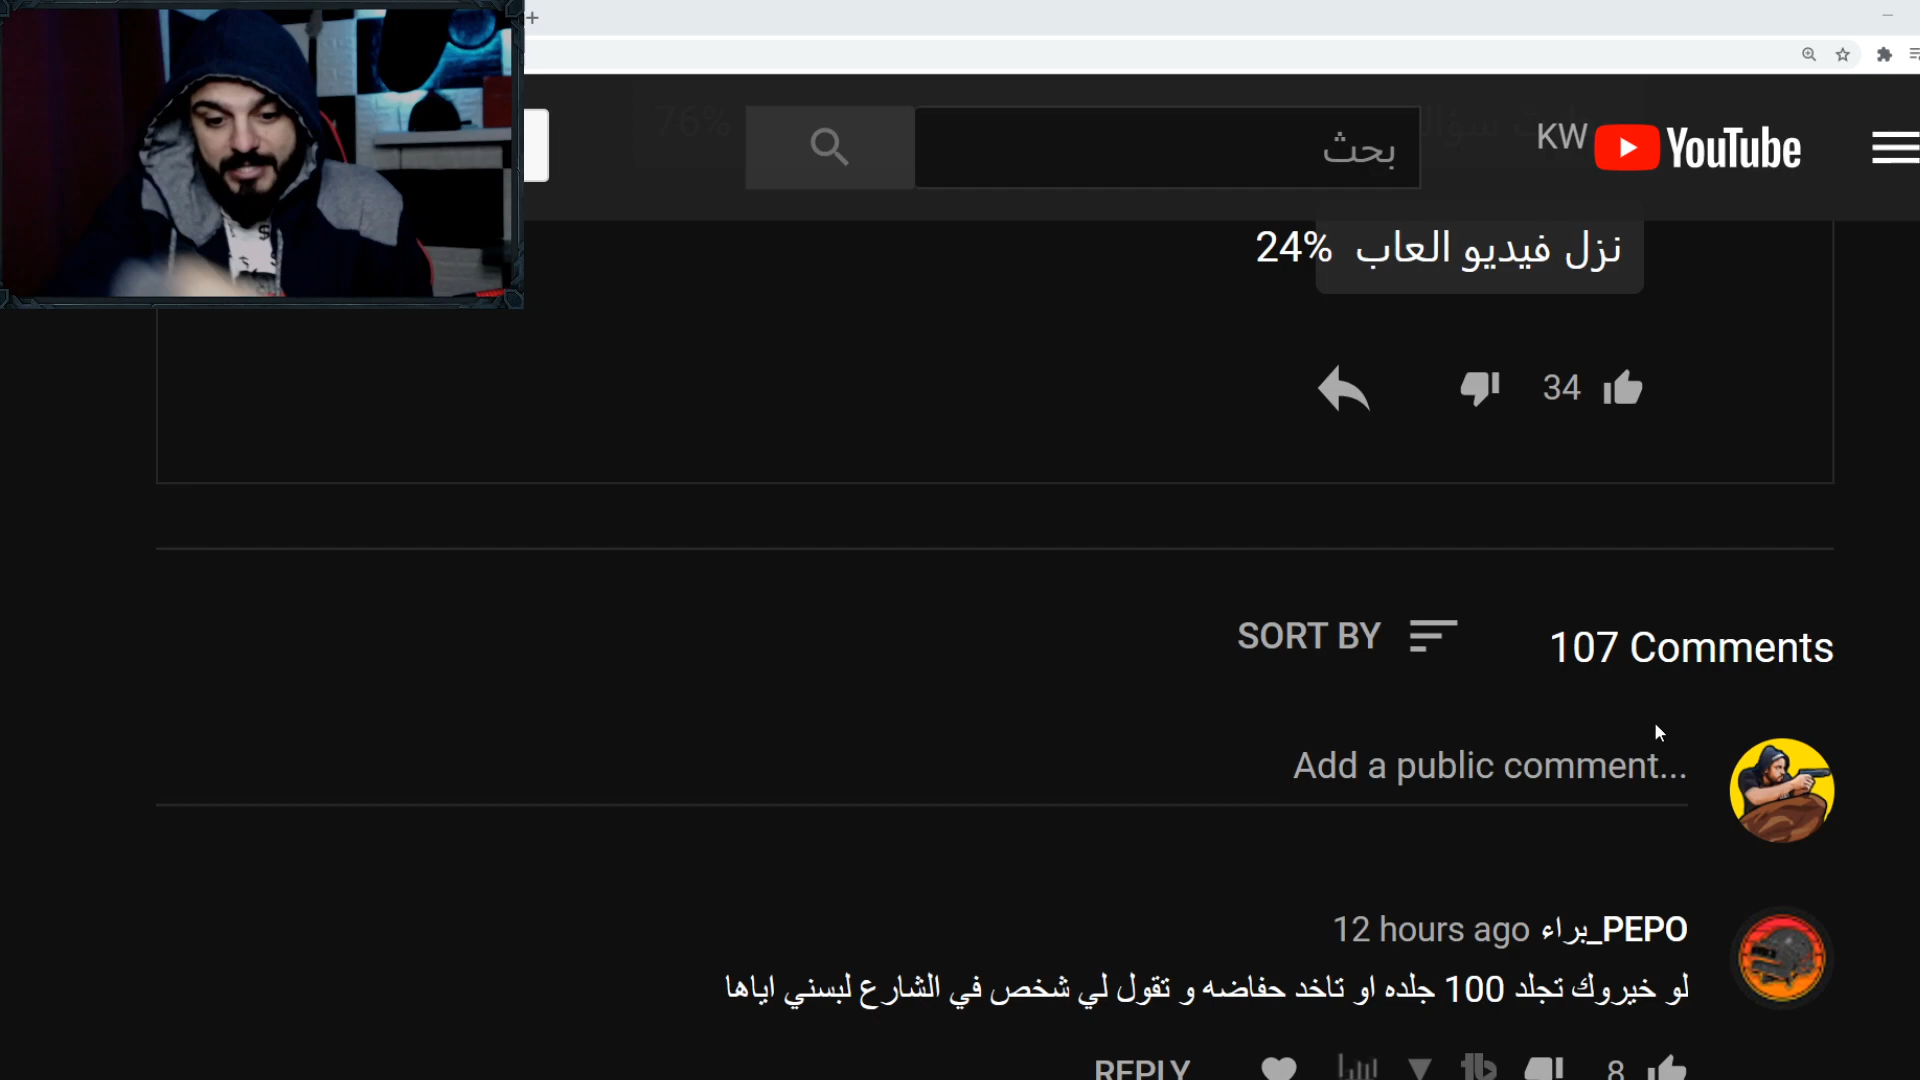 بحث
YouTube KW
76%
نزل فيديو العاب 24%
34
107 Comments
SORT BY
Add a public comment...
PEPO_براء 12 hours ago
لو خيروك تجلد 100 جلده او تاخد حفاضه و تقول لي شخص في الشارع لبسني اياها
8
REPLY